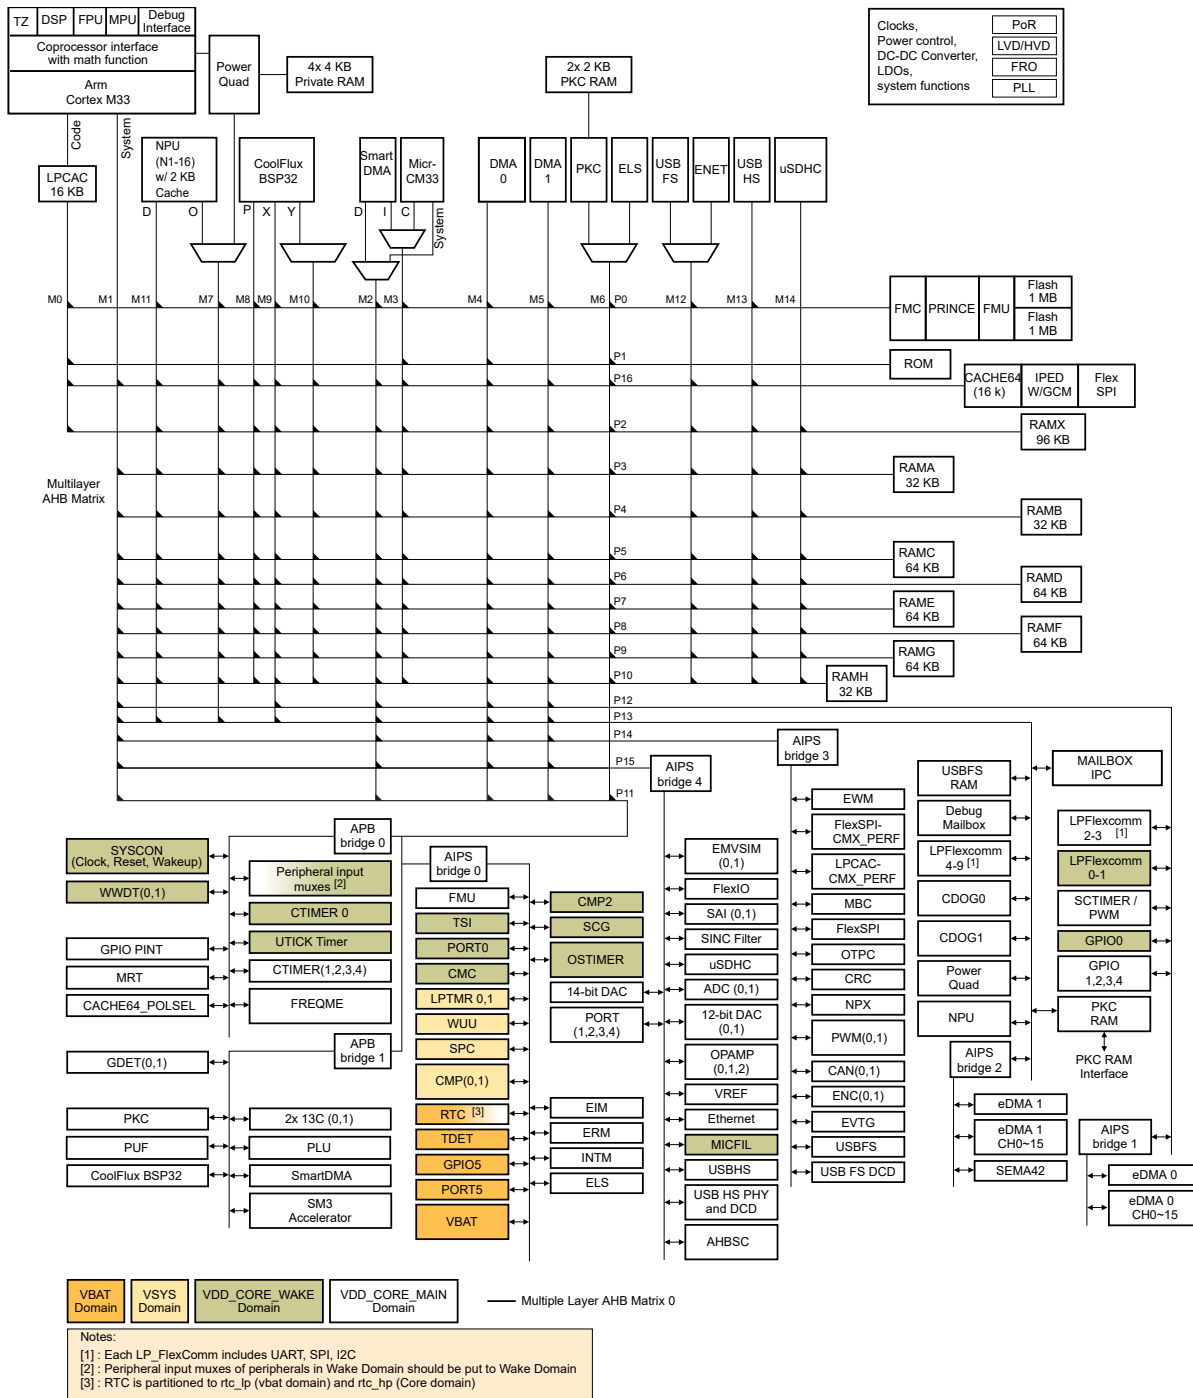 TZ DSP FPU MPU Debug
Interface
Coprocessor interface
with math function
Arm
Cortex M33
Power
Quad
4x 4 KB
Private RAM
2x 2 KB
PKC RAM
Clocks,
Power control,
DC-DC Converter,
LDOs,
system functions
PoR
LVD/HVD
FRO
PLL
Code
System
LPCAC
16 KB
NPU
(N1-16)
w/ 2 KB
Cache
CoolFlux
BSP32
Smart
DMA
Micr-
CM33
DMA
0
DMA
1
PKC
ELS
USB
FS
ENET
USB
HS
uSDHC
D O P X Y D I C
System
M0 M1 M11 M7 M8 M9 M10 M2 M3 M4 M5 M6 P0 M12 M13 M14
FMC PRINCE FMU
Flash
1 MB
Flash
1 MB
P1
ROM
P16
CACHE64
(16 k)
IPED
W/GCM
Flex
SPI
P2
RAMX
96 KB
Multilayer
AHB Matrix
P3
RAMA
32 KB
P4
RAMB
32 KB
P5
RAMC
64 KB
P6
RAMD
64 KB
P7
RAME
64 KB
P8
RAMF
64 KB
P9
RAMG
64 KB
P10
RAMH
32 KB
P12
P13
P14
P15
P11
AIPS
bridge 4
AIPS
bridge 3
APB
bridge 0
SYSCON
(Clock, Reset, Wakeup)
WWDT(0,1)
GPIO PINT
MRT
CACHE64_POLSEL
Peripheral input
muxes [2]
CTIMER 0
UTICK Timer
CTIMER(1,2,3,4)
FREQME
APB
bridge 1
GDET(0,1)
PKC
PUF
CoolFlux BSP32
2x 13C (0,1)
PLU
SmartDMA
SM3
Accelerator
AIPS
bridge 0
FMU
TSI
PORT0
CMC
LPTMR 0,1
WUU
SPC
CMP(0,1)
RTC [3]
TDET
GPIO5
PORT5
VBAT
CMP2
SCG
OSTIMER
14-bit DAC
PORT
(1,2,3,4)
EIM
ERM
INTM
ELS
EMVSIM
(0,1)
FlexIO
SAI (0,1)
SINC Filter
uSDHC
ADC (0,1)
12-bit DAC
(0,1)
OPAMP
(0,1,2)
VREF
Ethernet
MICFIL
USBHS
USB HS PHY
and DCD
AHBSC
EWM
FlexSPI-
CMX_PERF
LPCAC-
CMX_PERF
MBC
FlexSPI
OTPC
CRC
NPX
PWM(0,1)
CAN(0,1)
ENC(0,1)
EVTG
USBFS
USB FS DCD
USBFS
RAM
Debug
Mailbox
LPFlexcomm
4-9 [1]
CDOG0
CDOG1
Power
Quad
NPU
AIPS
bridge 2
eDMA 1
eDMA 1
CH0~15
SEMA42
MAILBOX
IPC
LPFlexcomm
2-3 [1]
LPFlexcomm
0-1
SCTIMER /
PWM
GPIO0
GPIO
1,2,3,4
PKC
RAM
PKC RAM
Interface
AIPS
bridge 1
eDMA 0
eDMA 0
CH0~15
VBAT
Domain
VSYS
Domain
VDD_CORE_WAKE
Domain
VDD_CORE_MAIN
Domain
Multiple Layer AHB Matrix 0
Notes:
[1] : Each LP_FlexComm includes UART, SPI, I2C
[2] : Peripheral input muxes of peripherals in Wake Domain should be put to Wake Domain
[3] : RTC is partitioned to rtc_lp (vbat domain) and rtc_hp (Core domain)